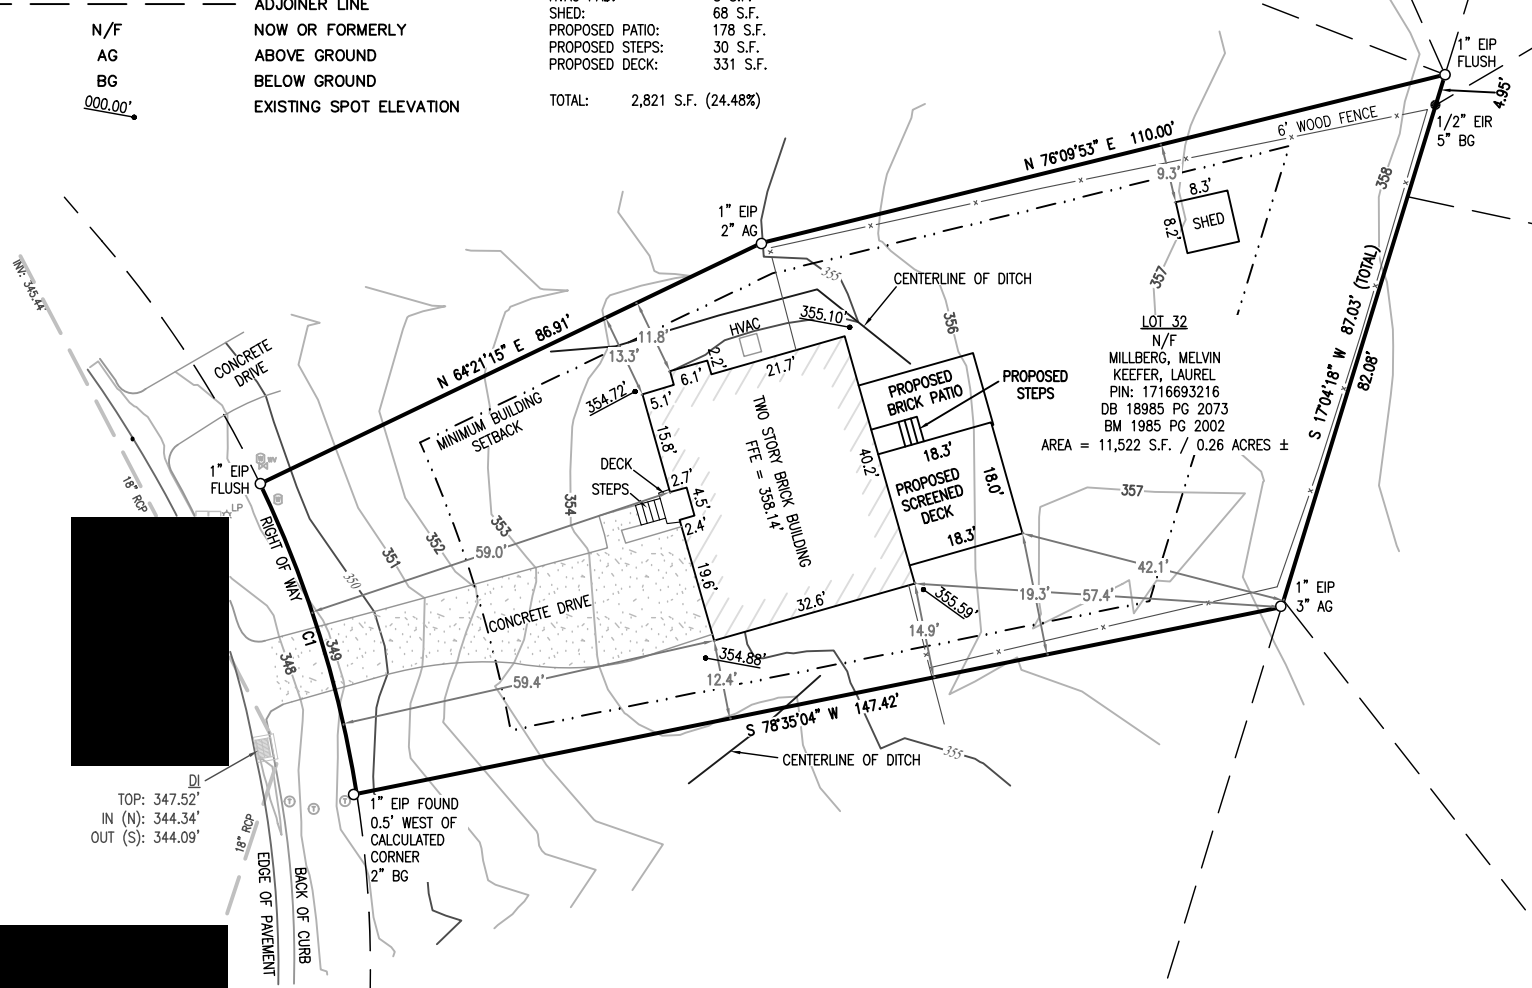 ADJOINER LINE
N/F NOW OR FORMERLY
AG ABOVE GROUND
BG BELOW GROUND
000.00' EXISTING SPOT ELEVATION
SHED: 68 S.F.
PROPOSED PATIO: 178 S.F.
PROPOSED STEPS: 30 S.F.
PROPOSED DECK: 331 S.F.
TOTAL: 2,821 S.F. (24.48%)
1" EIP
FLUSH
4.95'
1/2" EIR
5" BG
6' WOOD FENCE
N 76°09'53" E 110.00'
9.3'
8.3'
8.2'
SHED
358
357
1" EIP
2" AG
355
CENTERLINE OF DITCH
356
355.10'
HVAC
INV: 345.44'
N 64°21'15" E 86.91'
11.8'
13.3'
CONCRETE
DRIVE
354.72'
5.1'
6.1'
2.2'
21.7'
MINIMUM BUILDING
SETBACK
PROPOSED
BRICK PATIO
PROPOSED
STEPS
LOT 32
N/F
MILLBERG, MELVIN
KEEFER, LAUREL
PIN: 1716693216
DB 18985 PG 2073
BM 1985 PG 2002
AREA = 11,522 S.F. / 0.26 ACRES ±
S 17°04'18" W 87.03' (TOTAL)
82.08'
TWO STORY BRICK BUILDING
FFE = 358.14'
15.8'
40.2'
18.3'
PROPOSED
SCREENED
DECK
18.0'
18.3'
DECK
STEPS
2.7'
4.5'
2.4'
19.6'
32.6'
1" EIP
FLUSH
18" RCP
LP
WV
RIGHT OF WAY
C1
348
349
350
351
352
353
354
357
59.0'
CONCRETE DRIVE
59.4'
354.88'
12.4'
14.9'
355.59'
19.3'
57.4'
42.1'
1" EIP
3" AG
S 78°35'04" W 147.42'
CENTERLINE OF DITCH
355
DI
TOP: 347.52'
IN (N): 344.34'
OUT (S): 344.09'
18" RCP
1" EIP FOUND
0.5' WEST OF
CALCULATED
CORNER
2" BG
EDGE OF PAVEMENT
BACK OF CURB
T
T
T